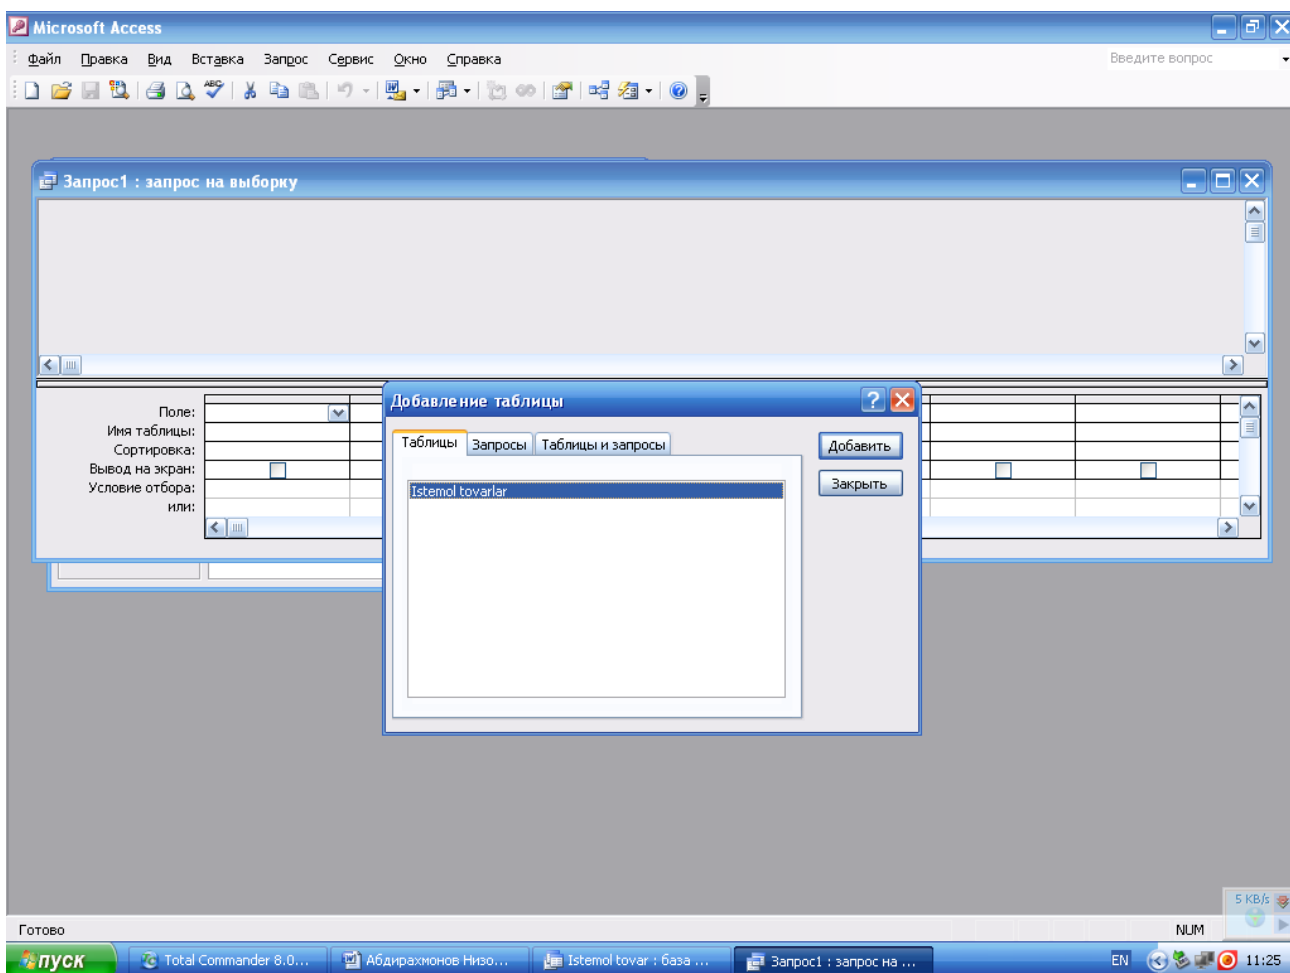 Microsoft Access
Файл Правка Вид Вставка Запрос Сервис Окно Справка Введите вопрос
Запрос1 : запрос на выборку
Поле:
Имя таблицы:
Сортировка:
Вывод на экран:
Условие отбора:
или:
Добавление таблицы
Таблицы Запросы Таблицы и запросы
Добавить
Закрыть
Istemol tovarlar
5 KB/s
Готово NUM
пуск Total Commander 8.0... Абдирахмонов Низо... Istemol tovar : база ... Запрос1 : запрос на ... EN 11:25